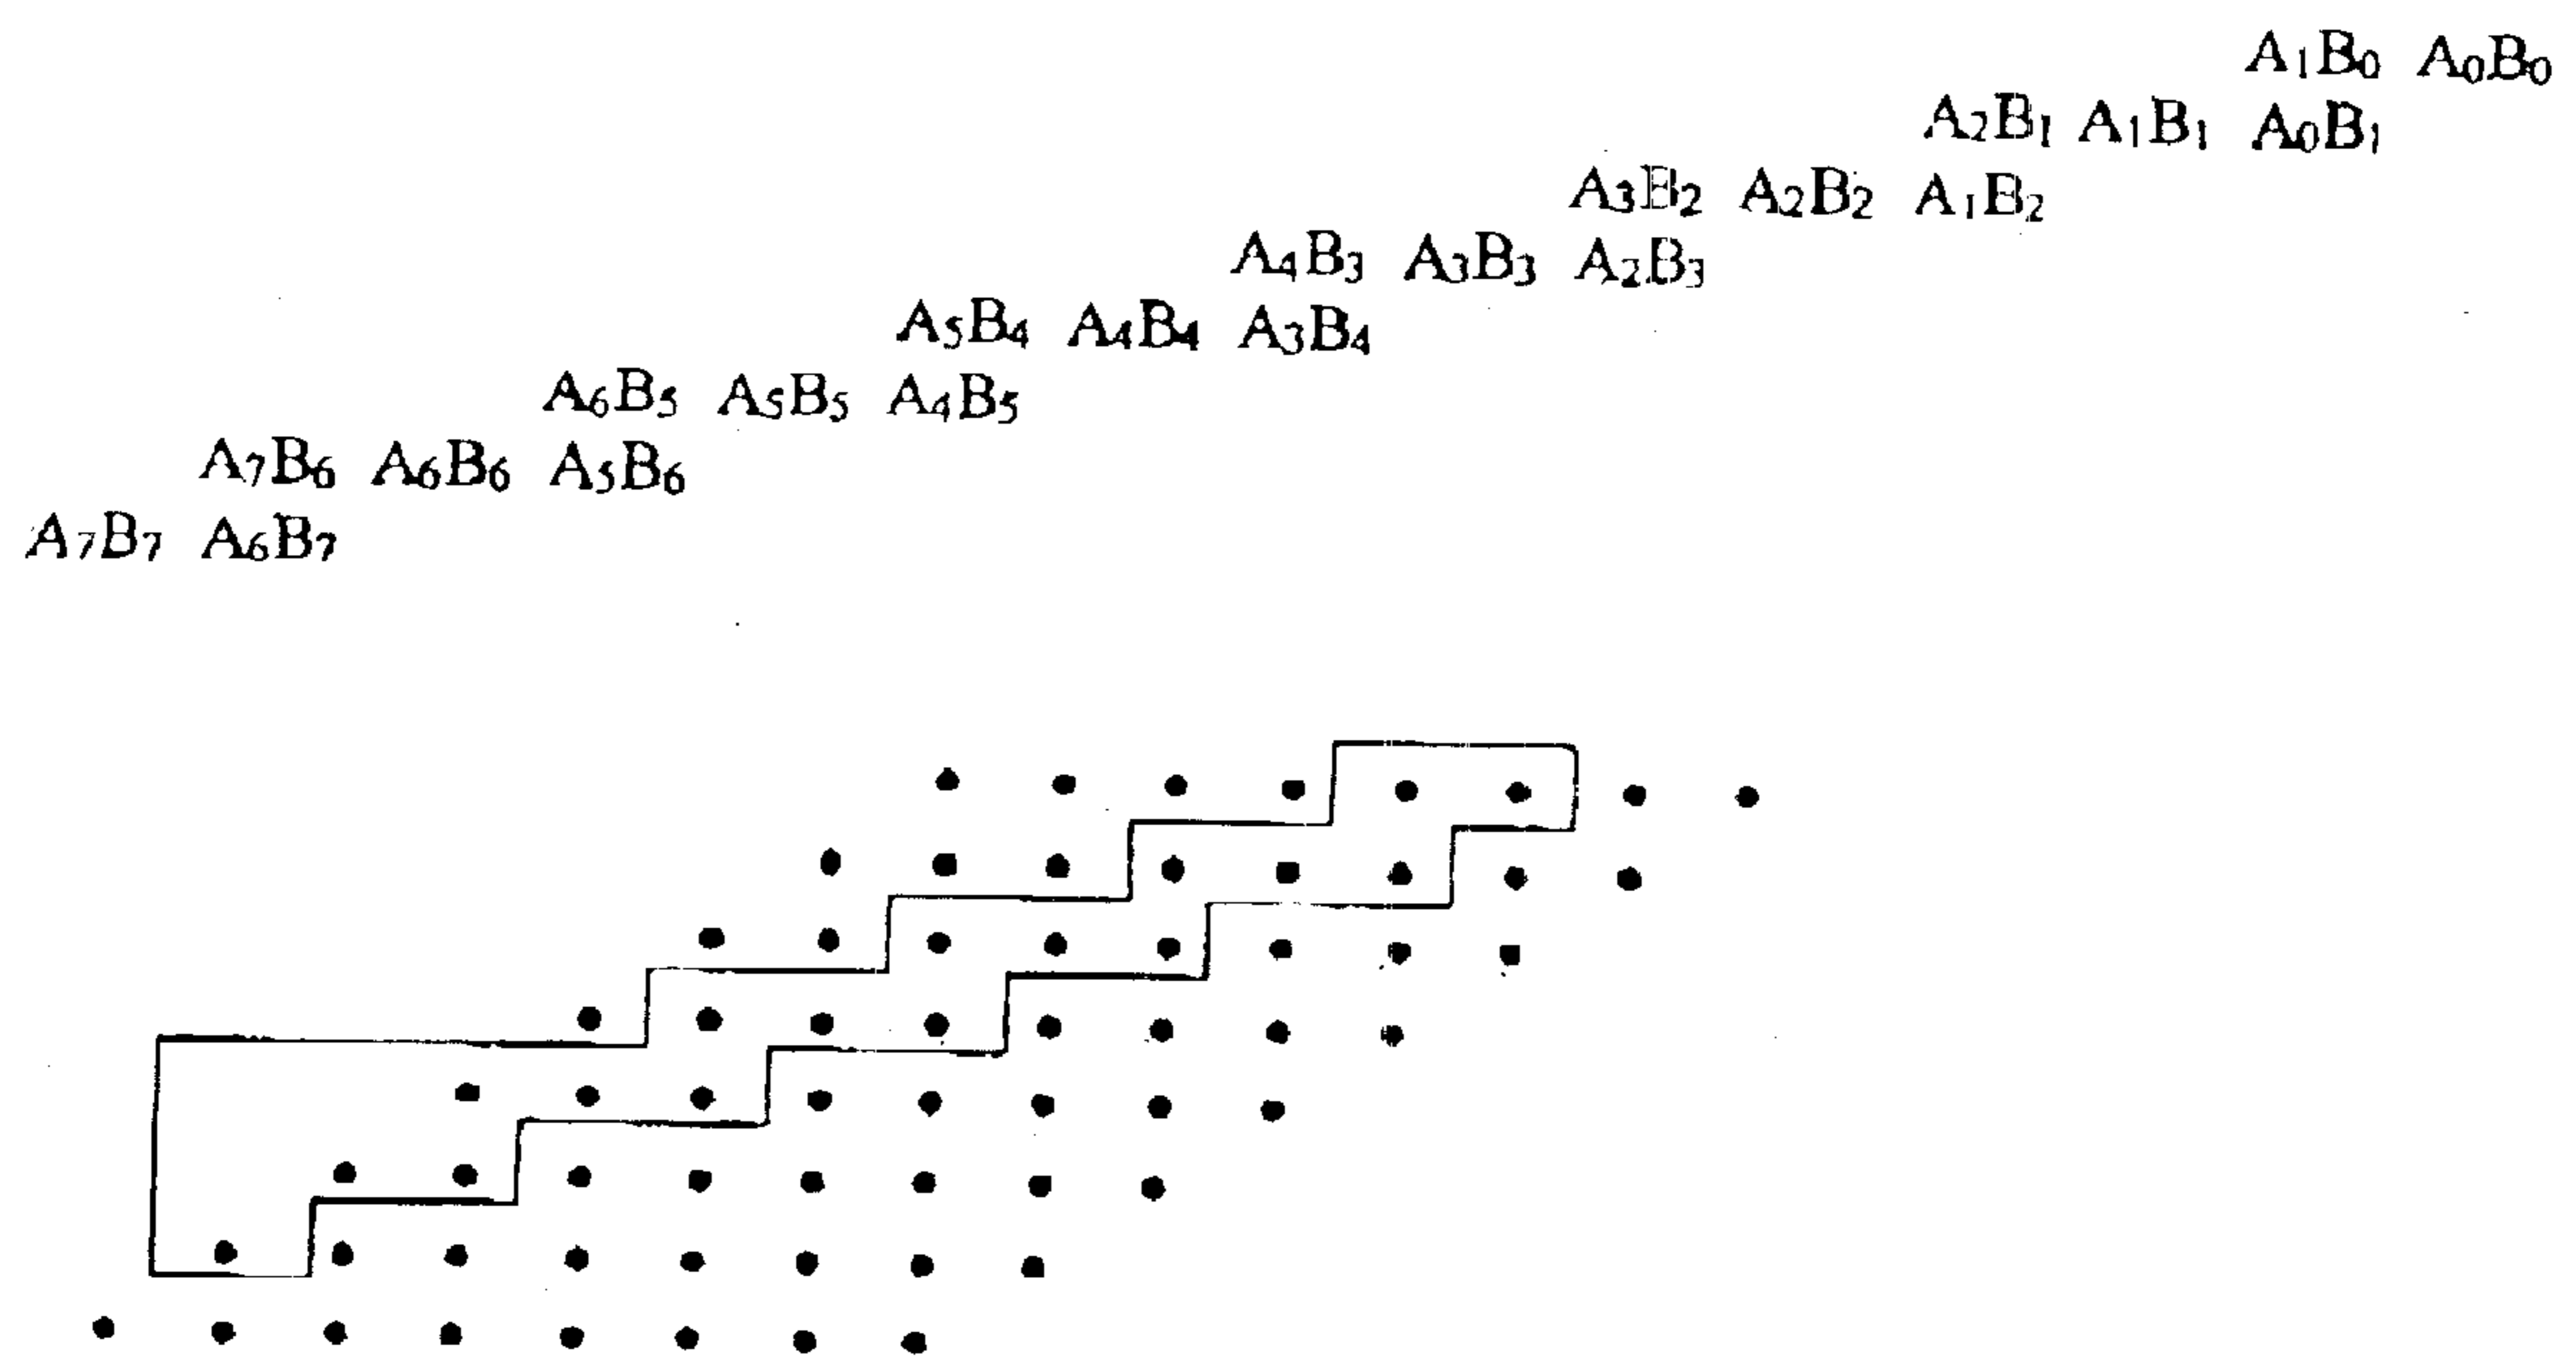 A₁B₀ A₀B₀
A₂B₁ A₁B₁ A₀B₁
A₃B₂ A₂B₂ A₁B₂
A₄B₃ A₃B₃ A₂B₃
A₅B₄ A₄B₄ A₃B₄
A₆B₅ A₅B₅ A₄B₅
A₇B₆ A₆B₆ A₅B₆
A₇B₇ A₆B₇